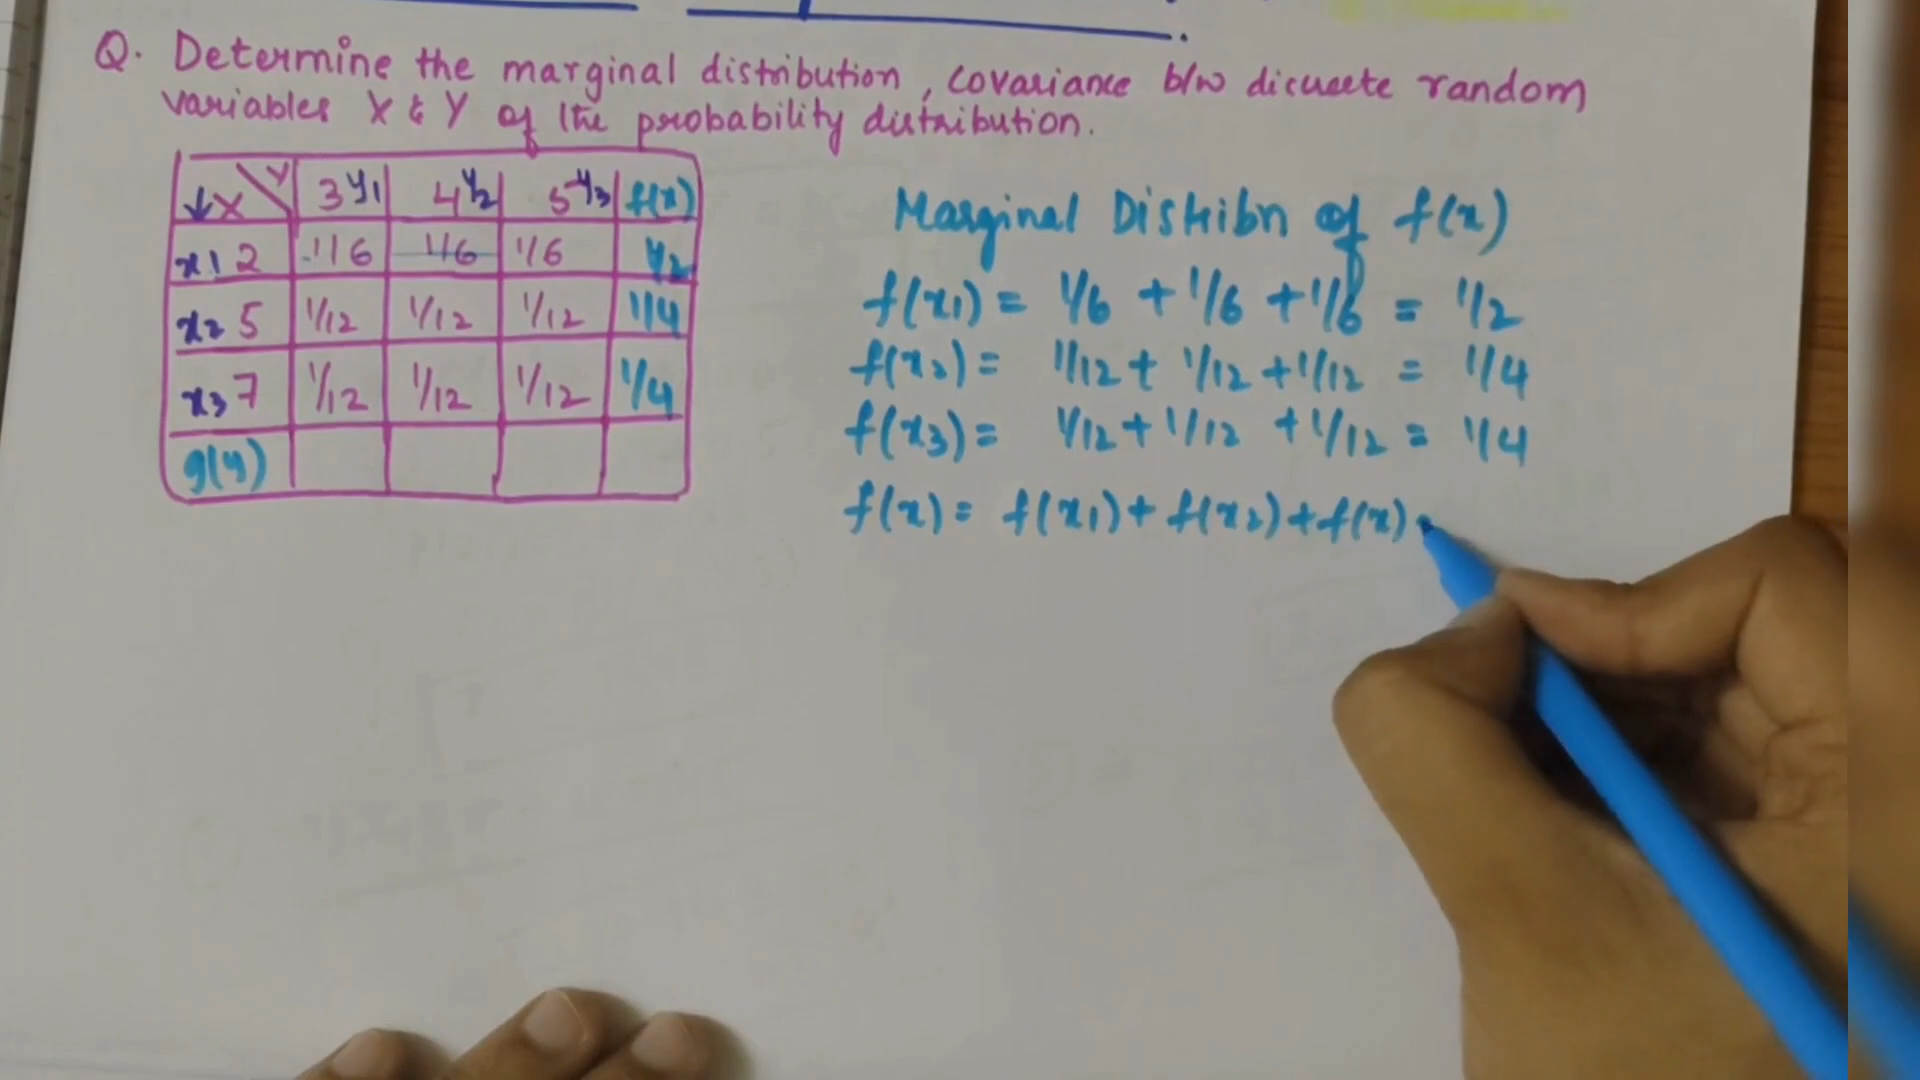 Q. Determine the marginal distribution, covariance b/w discrete random
variables X & Y of the probability distribution.
↓X Y 3 y1 4 y2 5 y3 f(x)
x1 2 1/6 1/6 1/6 1/2
x2 5 1/12 1/12 1/12 1/4
x3 7 1/12 1/12 1/12 1/4
g(y)
Marginal Distribn of f(x)
f(x1) = 1/6 + 1/6 + 1/6 = 1/2
f(x2) = 1/12 + 1/12 + 1/12 = 1/4
f(x3) = 1/12 + 1/12 + 1/12 = 1/4
f(x) = f(x1) + f(x2) + f(x)